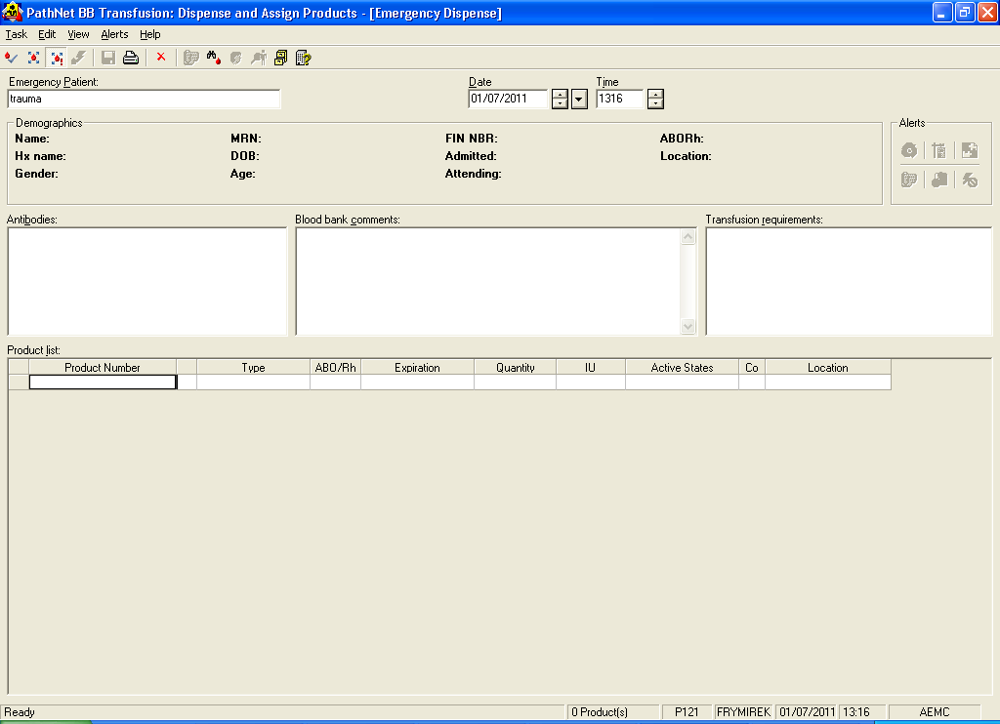 PathNet BB Transfusion: Dispense and Assign Products - [Emergency Dispense]
Task Edit View Alerts Help
Emergency Patient: Date Time
trauma 01/07/2011 1316
Demographics Alerts
Name: MRN: FIN NBR: ABORh:
Hx name: DOB: Admitted: Location:
Gender: Age: Attending:
Antibodies: Blood bank comments: Transfusion requirements:
Product list:
Product Number Type ABO/Rh Expiration Quantity IU Active States Co Location
Ready 0 Product(s) P121 FRYMIREK 01/07/2011 13:16 AEMC